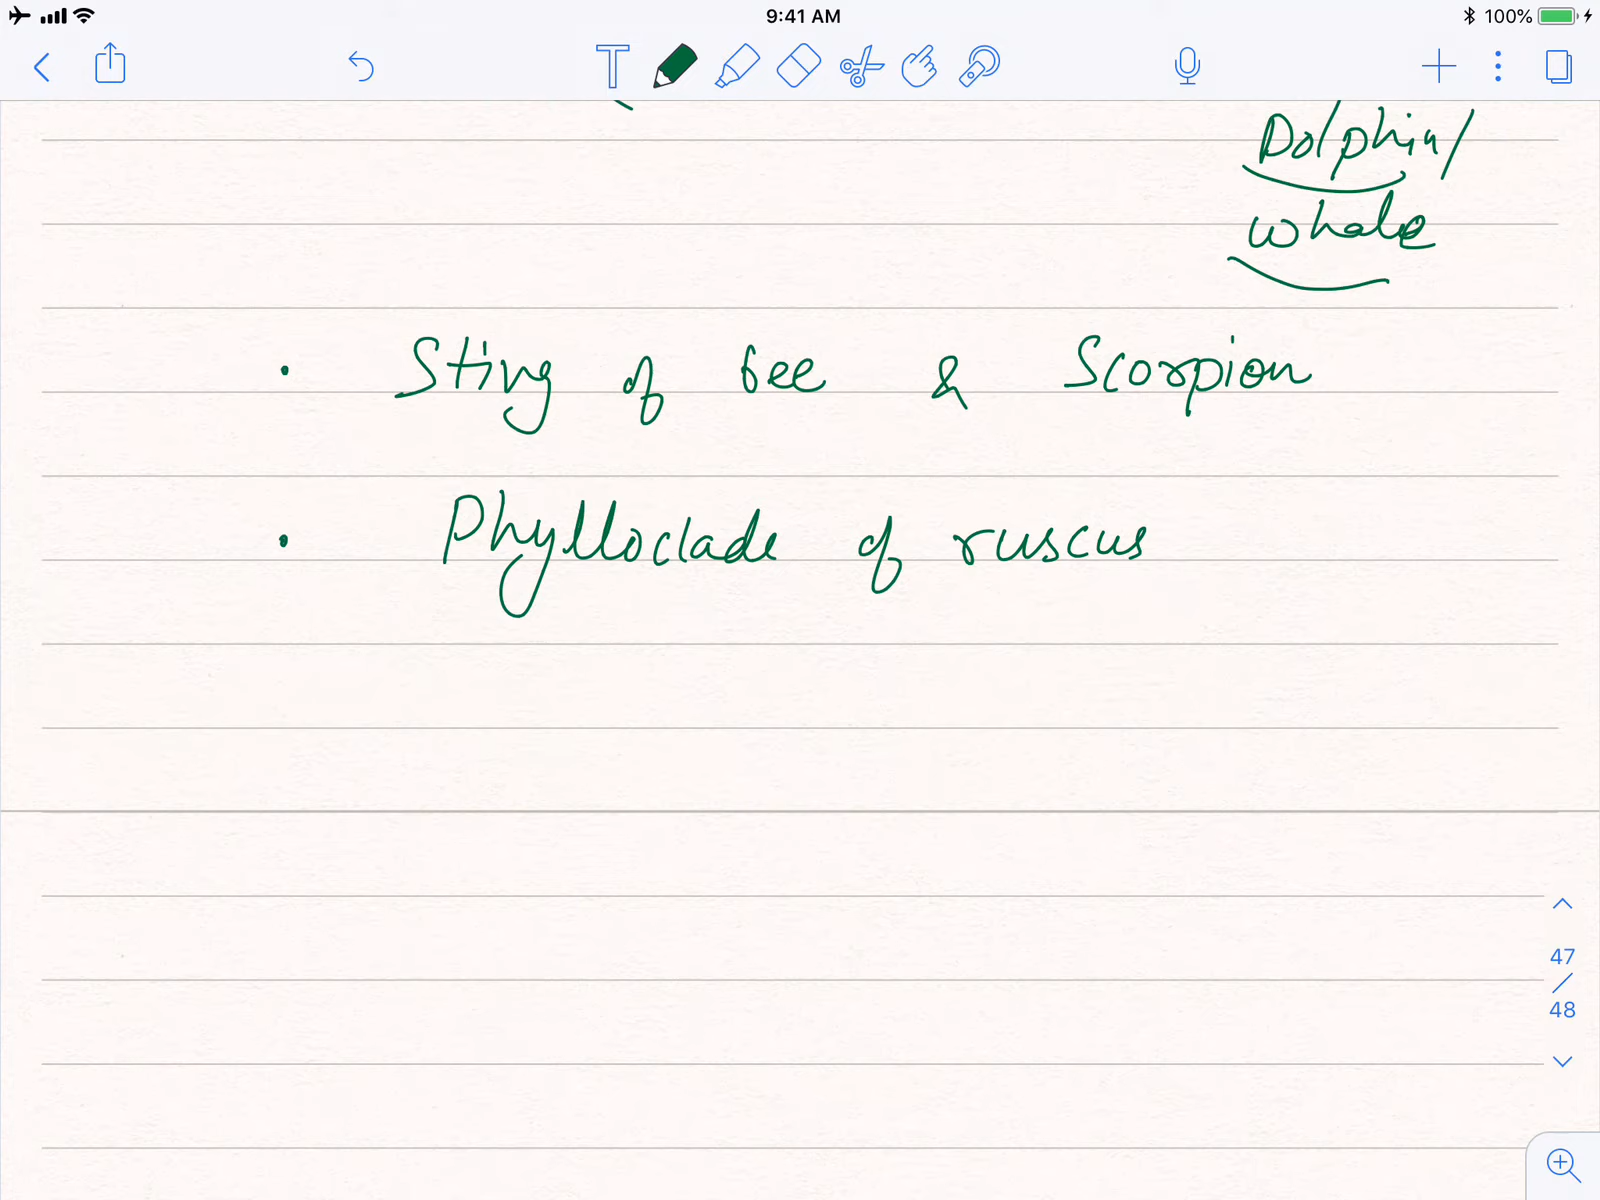 9:41 AM
100%
T
Dolphin/
whale
• Sting of bee & Scorpion
• Phylloclade of ruscus
47
/
48